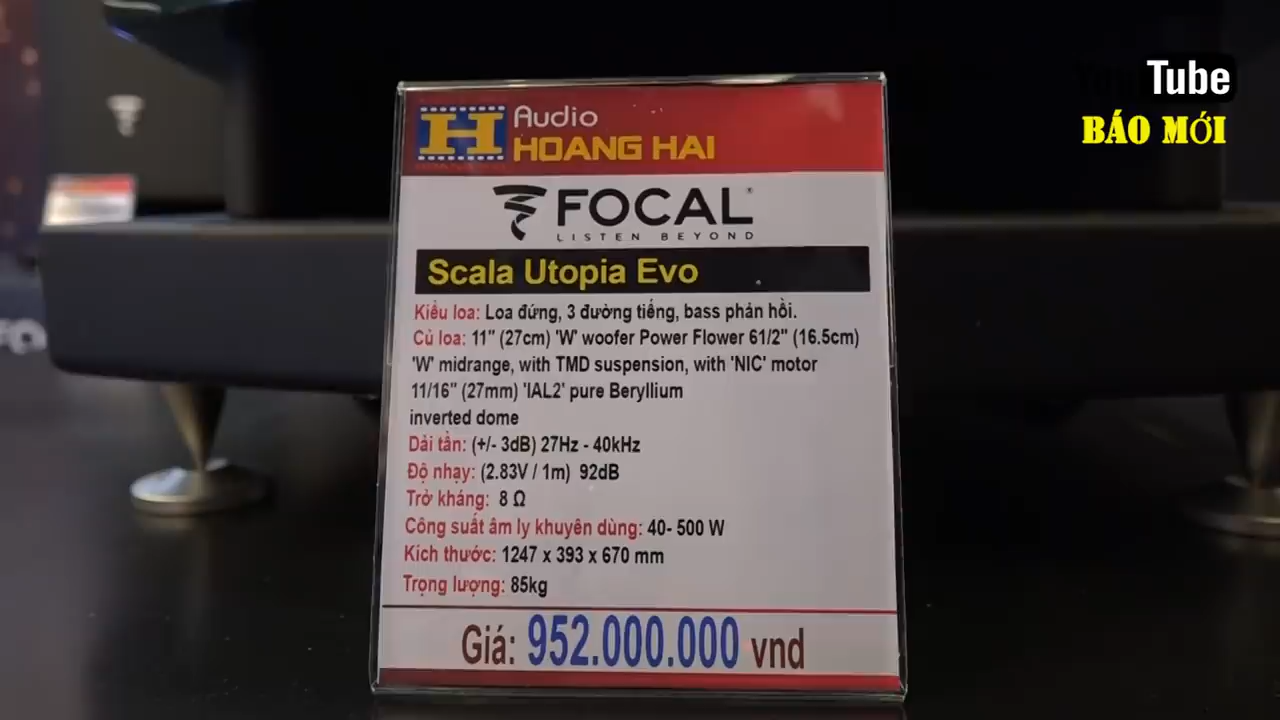 Tube
BÁO MỚI
H Audio
HOANG HAI
FOCAL®
LISTEN BEYOND
Scala Utopia Evo
Kiểu loa: Loa đứng, 3 đường tiếng, bass phản hồi.
Củ loa: 11" (27cm) 'W' woofer Power Flower 61/2" (16.5cm)
'W' midrange, with TMD suspension, with 'NIC' motor
11/16" (27mm) 'IAL2' pure Beryllium
inverted dome
Dải tần: (+/- 3dB) 27Hz - 40kHz
Độ nhạy: (2.83V / 1m) 92dB
Trở kháng: 8 Ω
Công suất âm ly khuyên dùng: 40- 500 W
Kích thước: 1247 x 393 x 670 mm
Trọng lượng: 85kg
Giá: 952.000.000 vnd